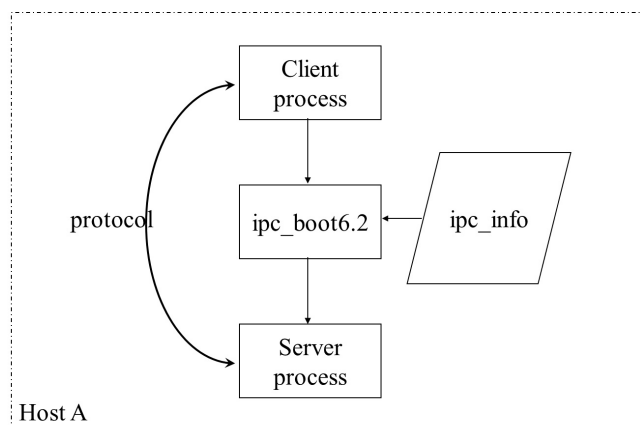 Client
process
protocol
ipc_boot6.2
ipc_info
Server
process
Host A